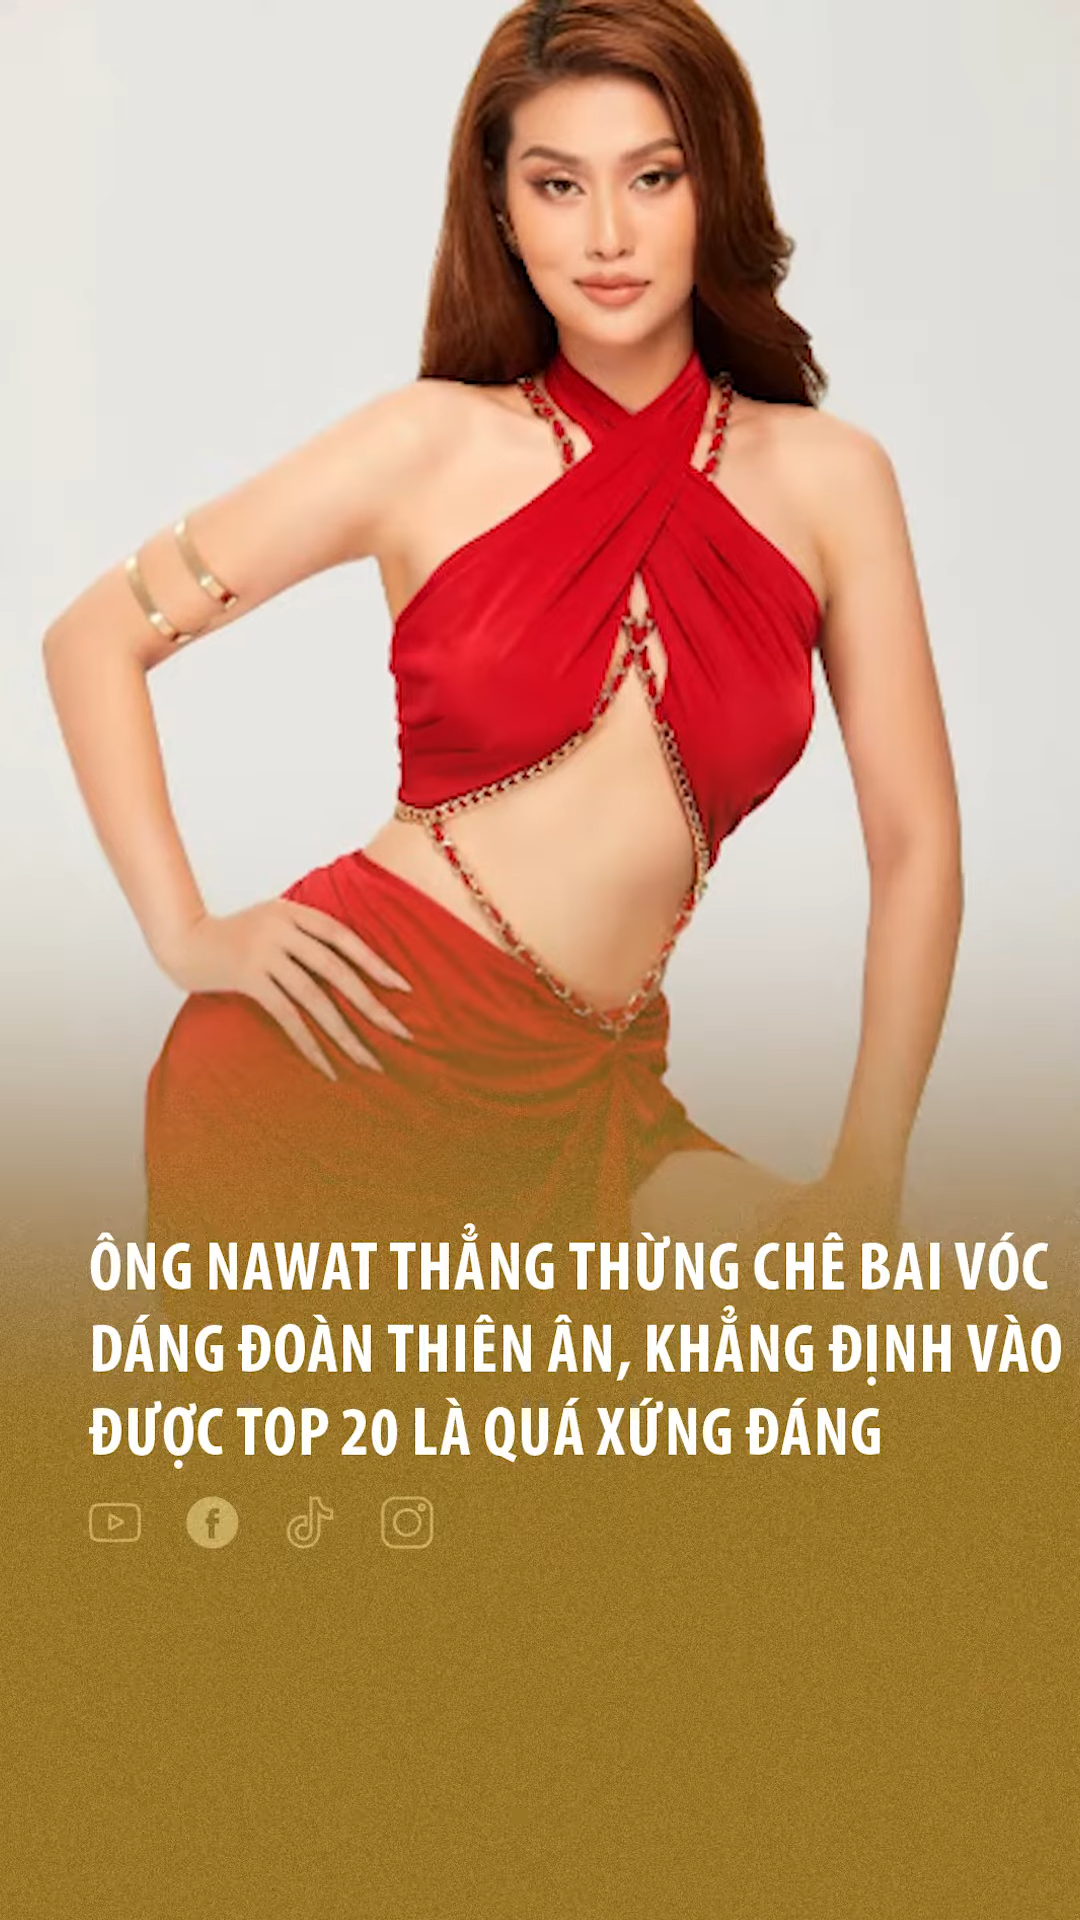 ÔNG NAWAT THẲNG THỪNG CHÊ BAI VÓC
DÁNG ĐOÀN THIÊN ÂN, KHẲNG ĐỊNH VÀO
ĐƯỢC TOP 20 LÀ QUÁ XỨNG ĐÁNG